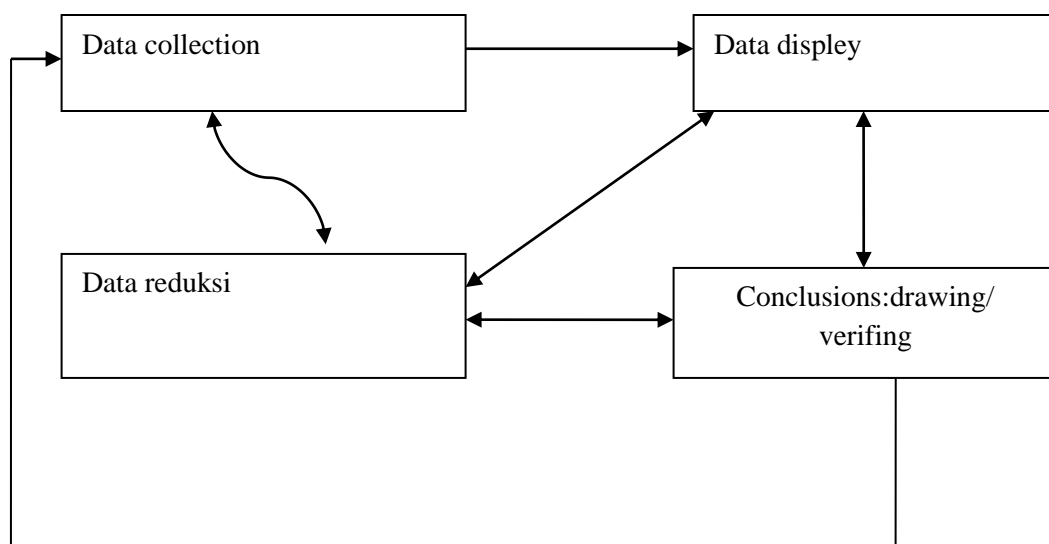 Data collection
Data displey
Data reduksi
Conclusions:drawing/
verifing